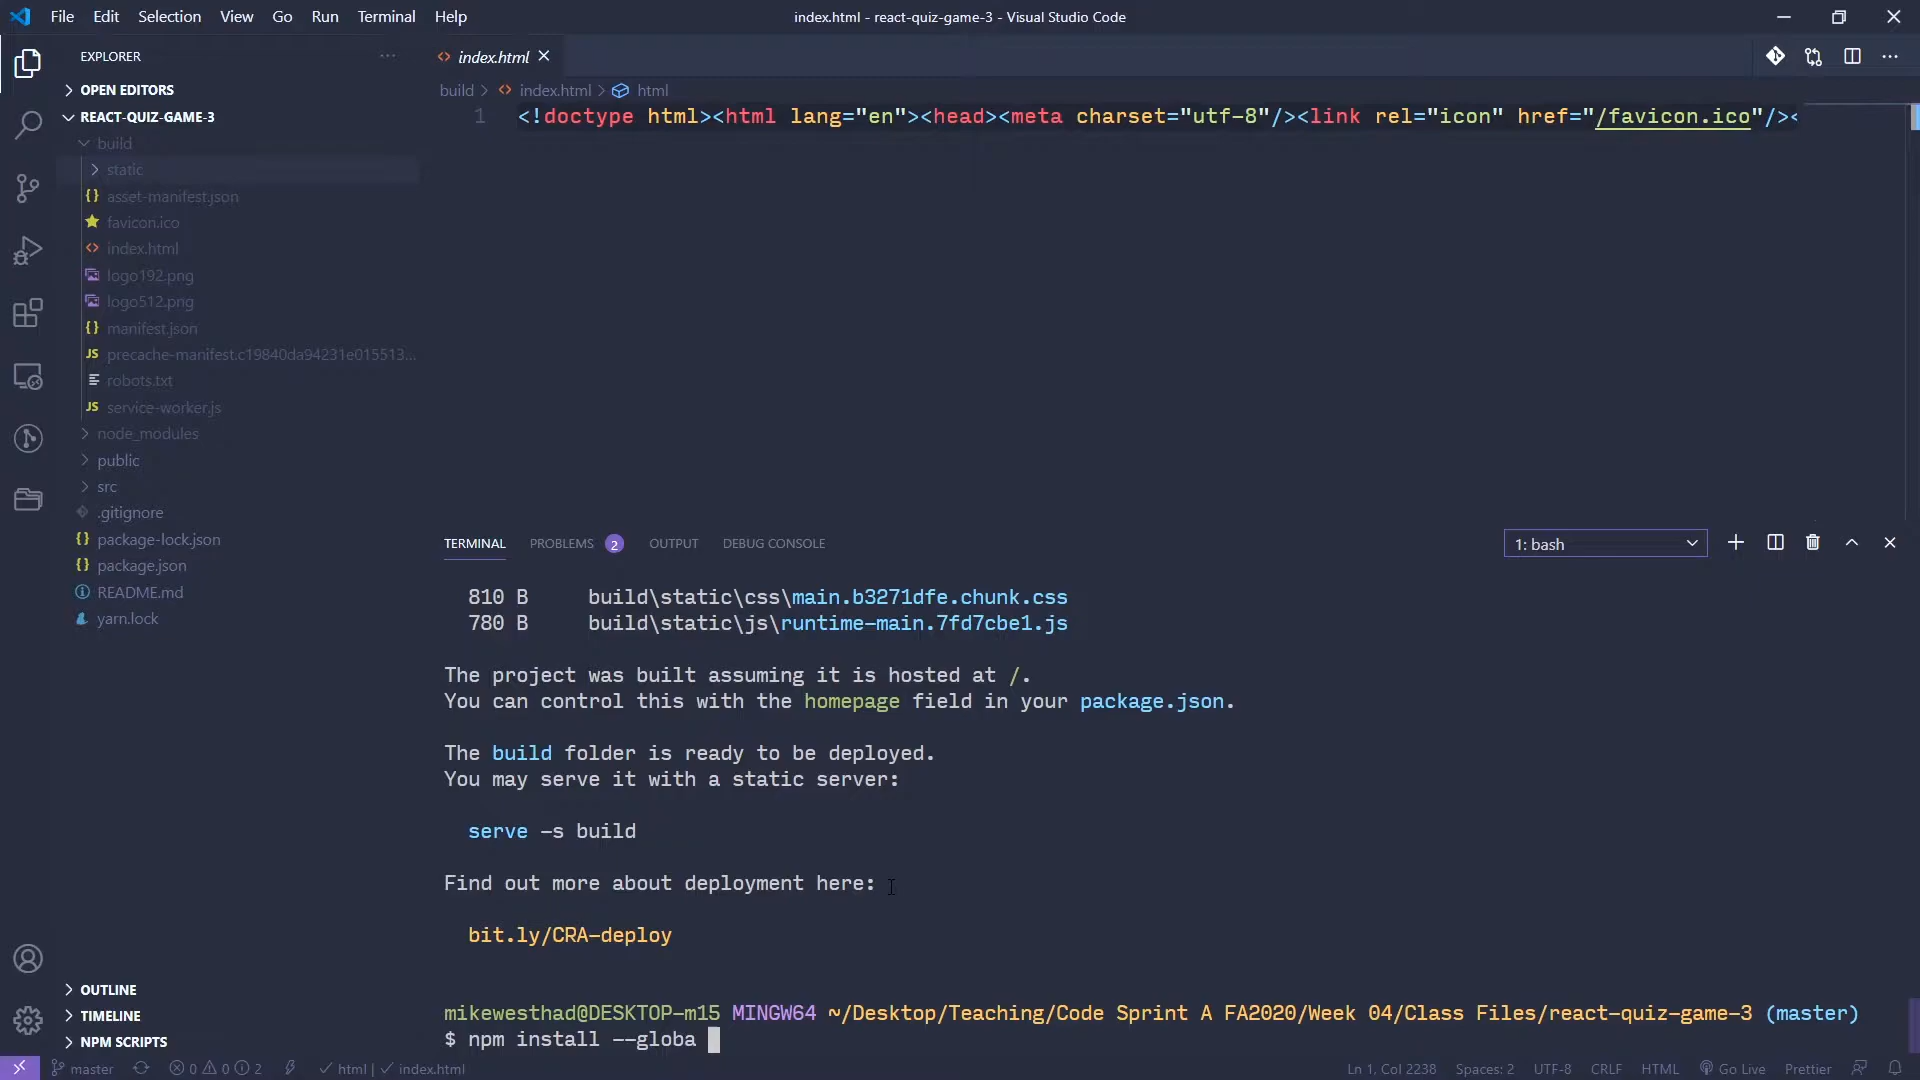 File Edit Selection View Go Run Terminal Help
index.html - react-quiz-game-3 - Visual Studio Code
EXPLORER
OPEN EDITORS
REACT-QUIZ-GAME-3
build
static
asset-manifest.json
favicon.ico
index.html
logo192.png
logo512.png
manifest.json
JS precache-manifest.c19840da94231e015513...
robots.txt
JS service-worker.js
node_modules
public
src
.gitignore
package-lock.json
package.json
README.md
yarn.lock
OUTLINE
TIMELINE
NPM SCRIPTS
index.html
build > index.html > html
1 <!doctype html><html lang="en"><head><meta charset="utf-8"/><link rel="icon" href="/favicon.ico"/><
TERMINAL PROBLEMS 2 OUTPUT DEBUG CONSOLE
1: bash
810 B build\static\css\main.b3271dfe.chunk.css
780 B build\static\js\runtime-main.7fd7cbe1.js
The project was built assuming it is hosted at /.
You can control this with the homepage field in your package.json.
The build folder is ready to be deployed.
You may serve it with a static server:
serve -s build
Find out more about deployment here:
bit.ly/CRA-deploy
mikewesthad@DESKTOP-m15 MINGW64 ~/Desktop/Teaching/Code Sprint A FA2020/Week 04/Class Files/react-quiz-game-3 (master)
$ npm install --globa
master 0 0 2 html | index.html
Ln 1, Col 2238 Spaces: 2 UTF-8 CRLF HTML Go Live Prettier